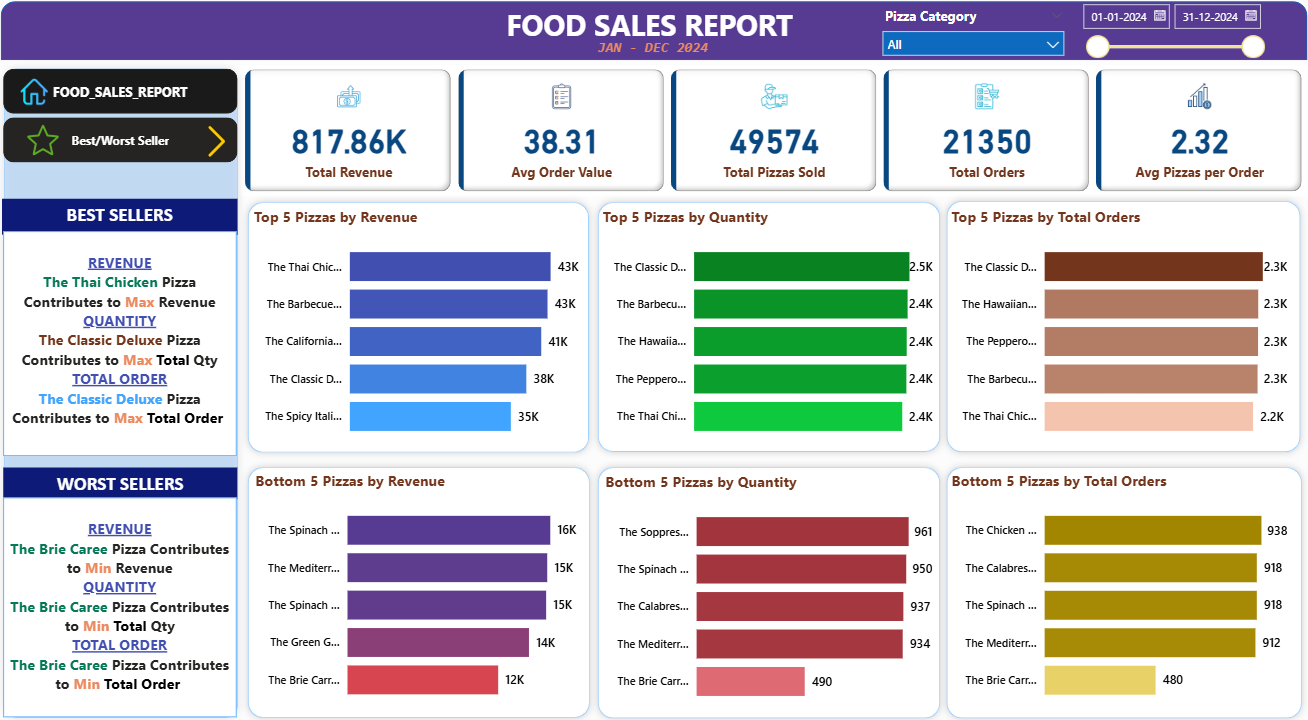 FOOD SALES REPORT
JAN - DEC 2024
Pizza Category
All
01-01-2024
31-12-2024
FOOD_SALES_REPORT
Best/Worst Seller
817.86K
Total Revenue
38.31
Avg Order Value
49574
Total Pizzas Sold
21350
Total Orders
2.32
Avg Pizzas per Order
BEST SELLERS
REVENUE
The Thai Chicken Pizza
Contributes to Max Revenue
QUANTITY
The Classic Deluxe Pizza
Contributes to Max Total Qty
TOTAL ORDER
The Classic Deluxe Pizza
Contributes to Max Total Order
Top 5 Pizzas by Revenue
The Thai Chic... 43K
The Barbecue... 43K
The California... 41K
The Classic D... 38K
The Spicy Itali... 35K
Top 5 Pizzas by Quantity
The Classic D... 2.5K
The Barbecu... 2.4K
The Hawaiia... 2.4K
The Peppero... 2.4K
The Thai Chi... 2.4K
Top 5 Pizzas by Total Orders
The Classic D... 2.3K
The Hawaiian... 2.3K
The Peppero... 2.3K
The Barbecu... 2.3K
The Thai Chic... 2.2K
WORST SELLERS
REVENUE
The Brie Caree Pizza Contributes
to Min Revenue
QUANTITY
The Brie Caree Pizza Contributes
to Min Total Qty
TOTAL ORDER
The Brie Caree Pizza Contributes
to Min Total Order
Bottom 5 Pizzas by Revenue
The Spinach ... 16K
The Mediterr... 15K
The Spinach ... 15K
The Green G... 14K
The Brie Carr... 12K
Bottom 5 Pizzas by Quantity
The Soppres... 961
The Spinach ... 950
The Calabres... 937
The Mediterr... 934
The Brie Carr... 490
Bottom 5 Pizzas by Total Orders
The Chicken ... 938
The Calabres... 918
The Spinach ... 918
The Mediterr... 912
The Brie Carr... 480